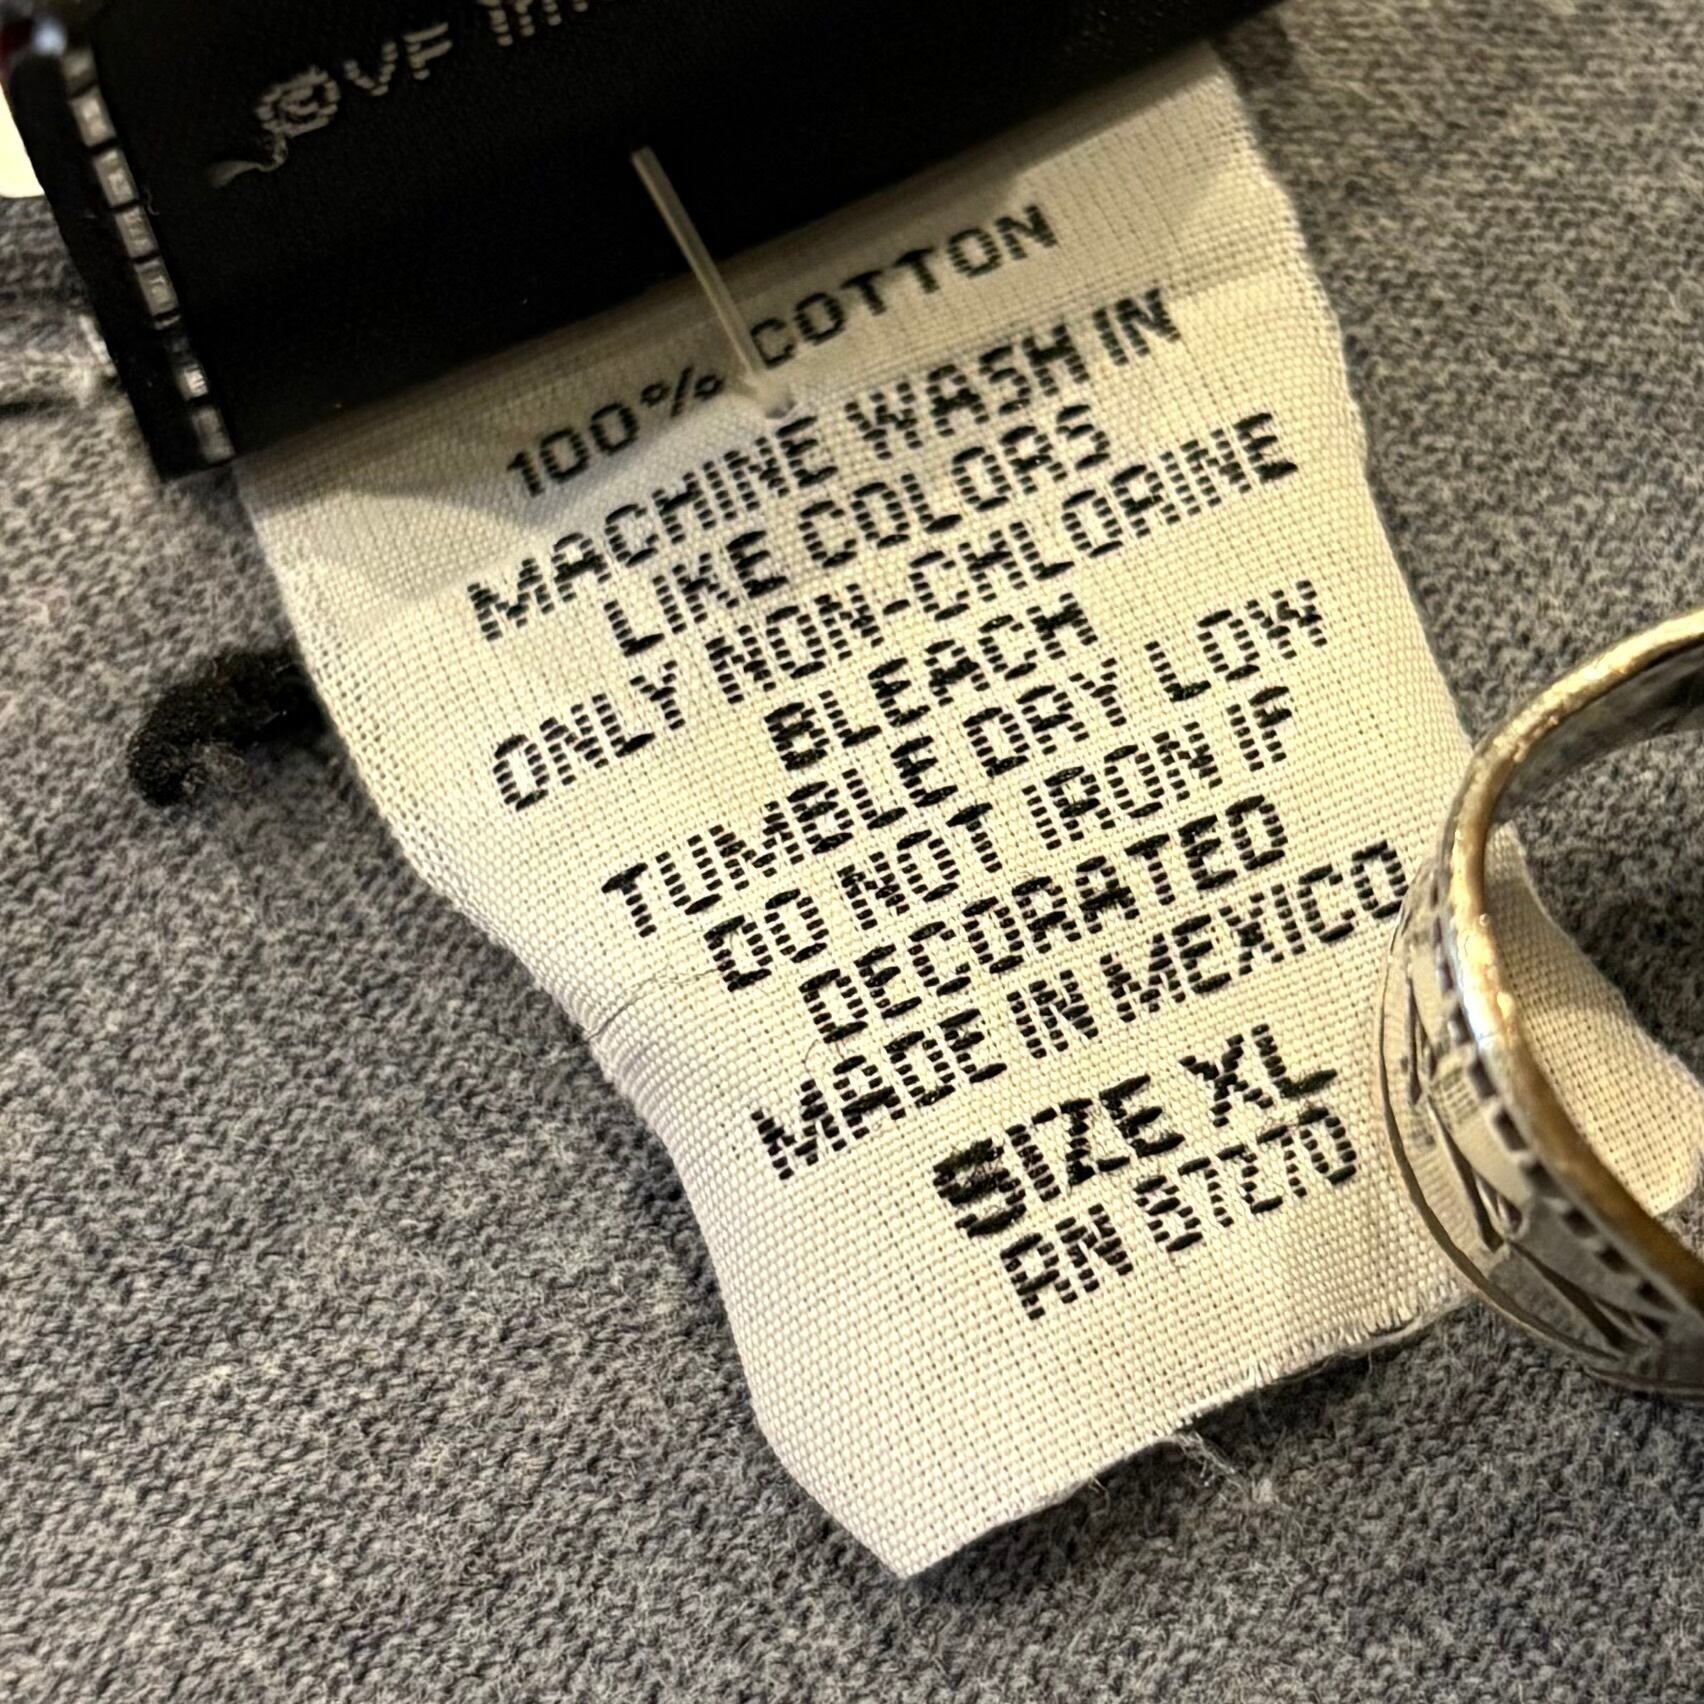 100% COTTON
MACHINE WASH IN
LIKE COLORS
ONLY NON-CHLORINE
BLEACH
TUMBLE DRY LOW
DO NOT IRON IF
DECORATED
MADE IN MEXICO
SIZE XL
RN 87270